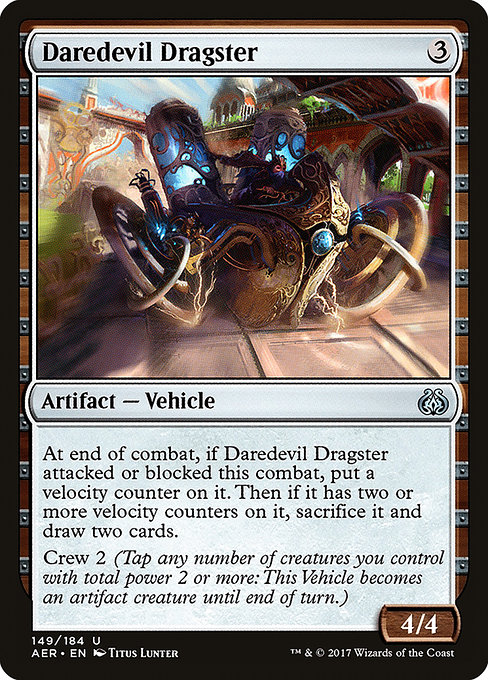 Daredevil Dragster 3
Artifact — Vehicle
At end of combat, if Daredevil Dragster
attacked or blocked this combat, put a
velocity counter on it. Then if it has two or
more velocity counters on it, sacrifice it and
draw two cards.
Crew 2 (Tap any number of creatures you control
with total power 2 or more: This Vehicle becomes
an artifact creature until end of turn.)
4/4
149/184 U
AER • EN Titus Lunter
™ & © 2017 Wizards of the Coast